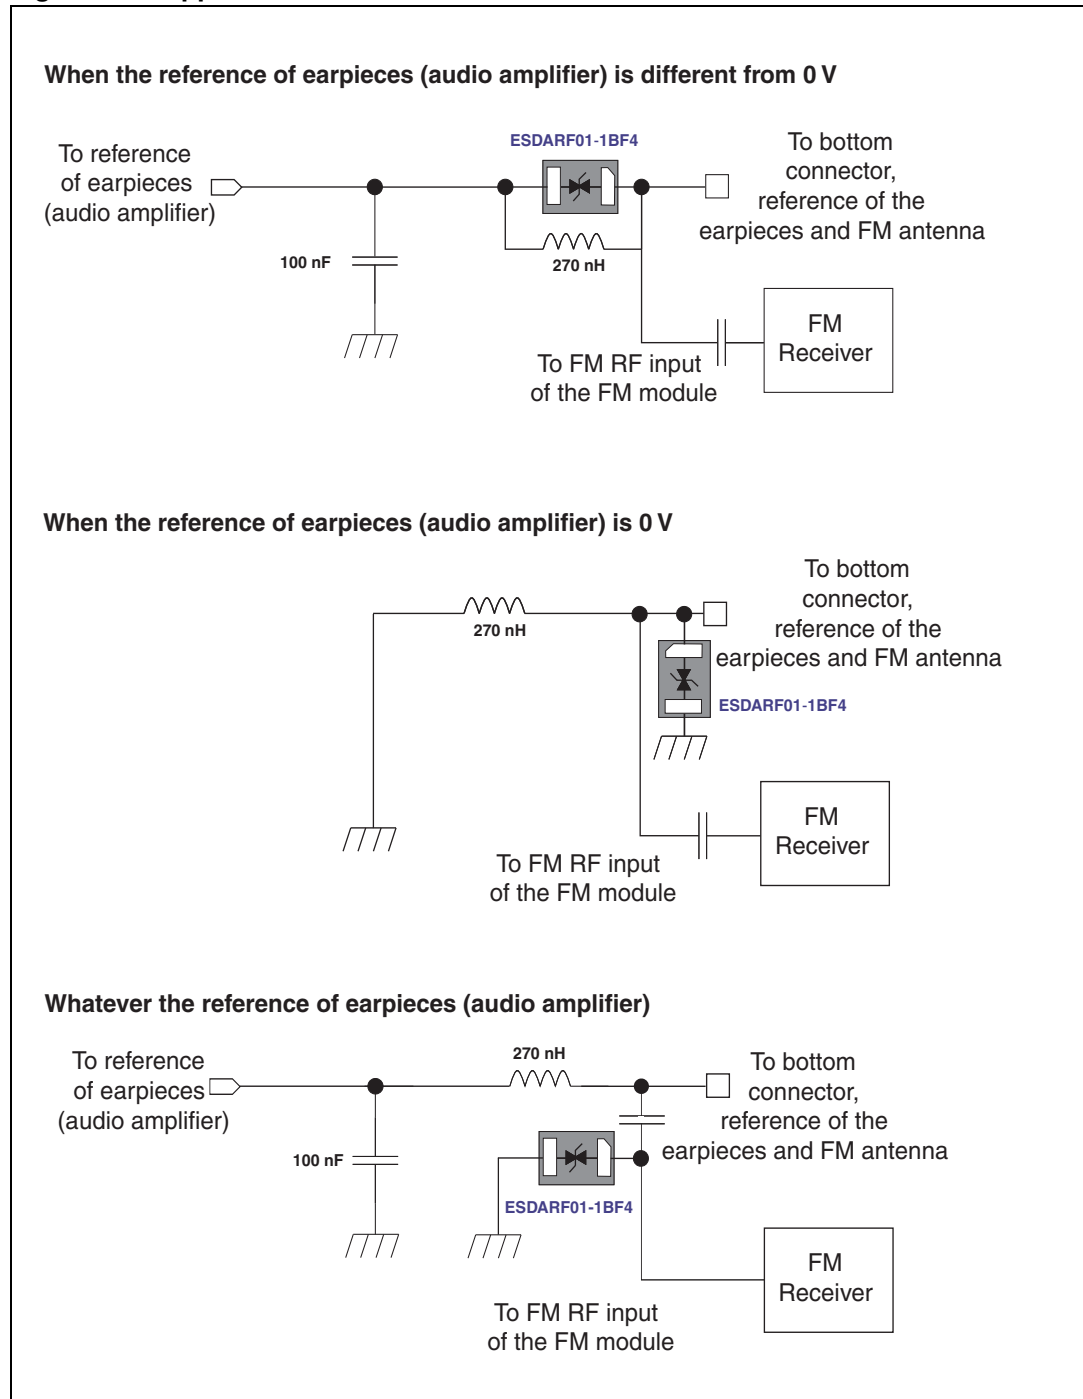 When the reference of earpieces (audio amplifier) is different from 0 V
ESDARF01-1BF4
To reference
of earpieces
(audio amplifier)
To bottom
connector,
reference of the
earpieces and FM antenna
100 nF
270 nH
FM
Receiver
To FM RF input
of the FM module
When the reference of earpieces (audio amplifier) is 0 V
To bottom
connector,
reference of the
earpieces and FM antenna
270 nH
ESDARF01-1BF4
FM
Receiver
To FM RF input
of the FM module
Whatever the reference of earpieces (audio amplifier)
270 nH
To reference
of earpieces
(audio amplifier)
To bottom
connector,
reference of the
earpieces and FM antenna
100 nF
ESDARF01-1BF4
FM
Receiver
To FM RF input
of the FM module